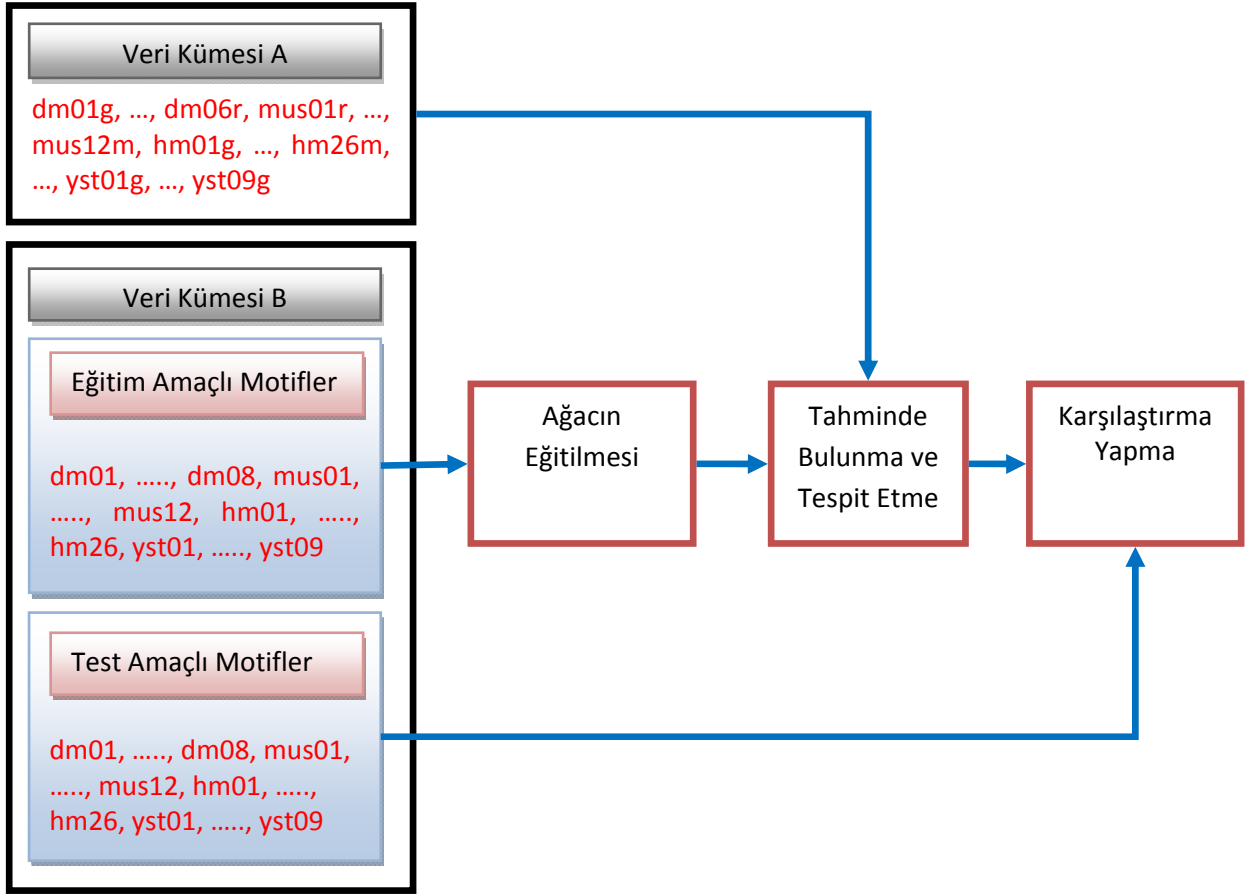 Veri Kümesi A
dm01g, ..., dm06r, mus01r, ...,
mus12m, hm01g, ..., hm26m,
..., yst01g, ..., yst09g
Veri Kümesi B
Eğitim Amaçlı Motifler
dm01, ....., dm08, mus01,
....., mus12, hm01, .....,
hm26, yst01, ....., yst09
Test Amaçlı Motifler
dm01, ....., dm08, mus01,
....., mus12, hm01, .....,
hm26, yst01, ....., yst09
Ağacın
Eğitilmesi
Tahminde
Bulunma ve
Tespit Etme
Karşılaştırma
Yapma